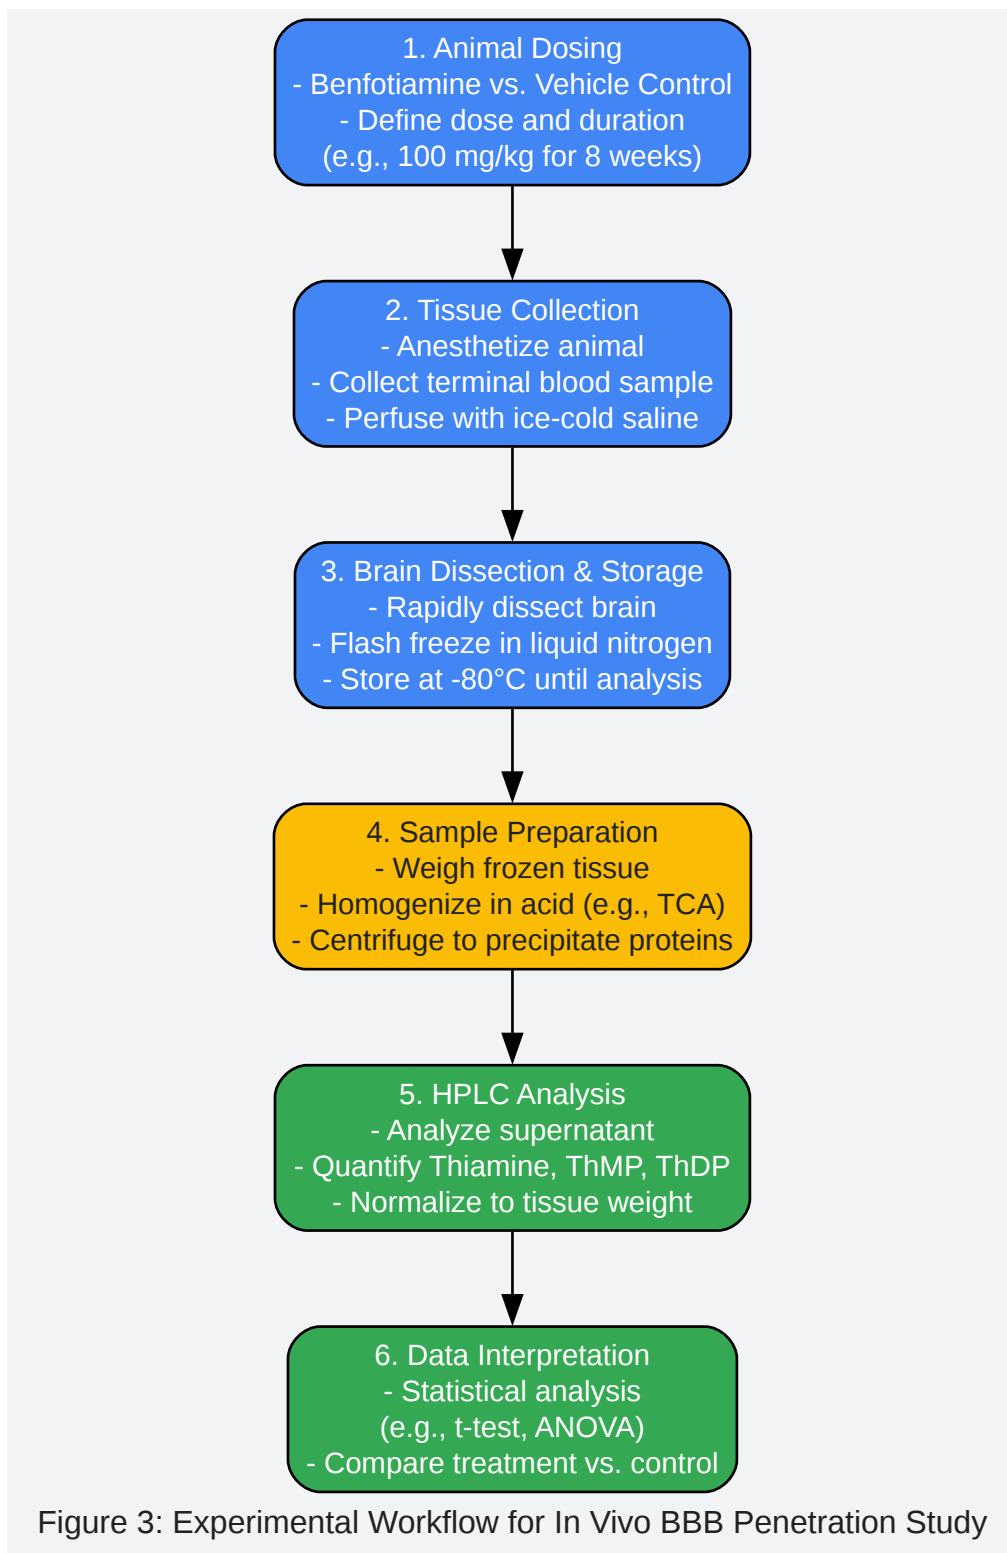 1. Animal Dosing
- Benfotiamine vs. Vehicle Control
- Define dose and duration
(e.g., 100 mg/kg for 8 weeks)
2. Tissue Collection
- Anesthetize animal
- Collect terminal blood sample
- Perfuse with ice-cold saline
3. Brain Dissection & Storage
- Rapidly dissect brain
- Flash freeze in liquid nitrogen
- Store at -80°C until analysis
4. Sample Preparation
- Weigh frozen tissue
- Homogenize in acid (e.g., TCA)
- Centrifuge to precipitate proteins
5. HPLC Analysis
- Analyze supernatant
- Quantify Thiamine, ThMP, ThDP
- Normalize to tissue weight
6. Data Interpretation
- Statistical analysis
(e.g., t-test, ANOVA)
- Compare treatment vs. control
Figure 3: Experimental Workflow for In Vivo BBB Penetration Study